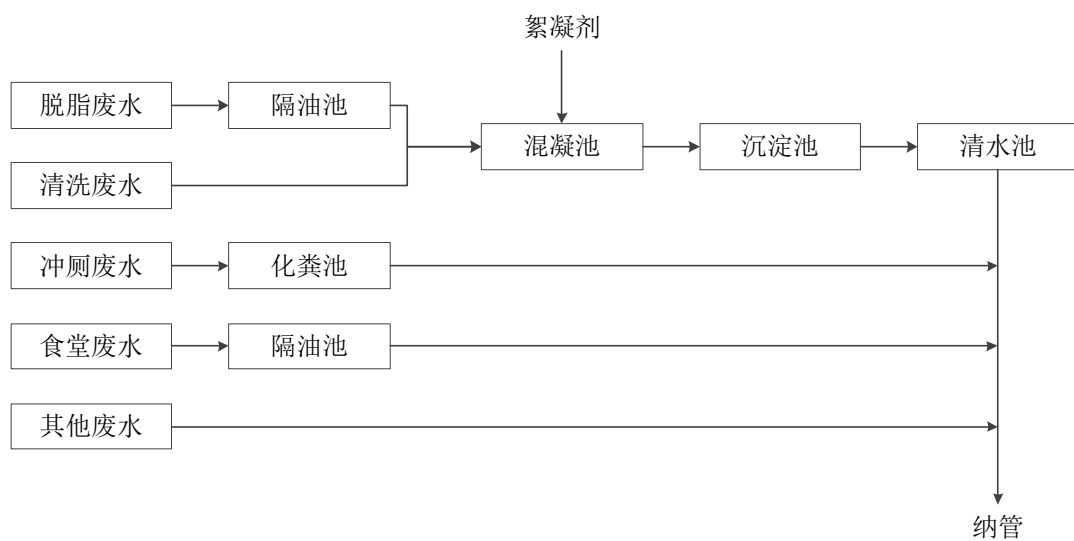 絮凝剂
脱脂废水
隔油池
混凝池
沉淀池
清水池
清洗废水
冲厕废水
化粪池
食堂废水
隔油池
其他废水
纳管